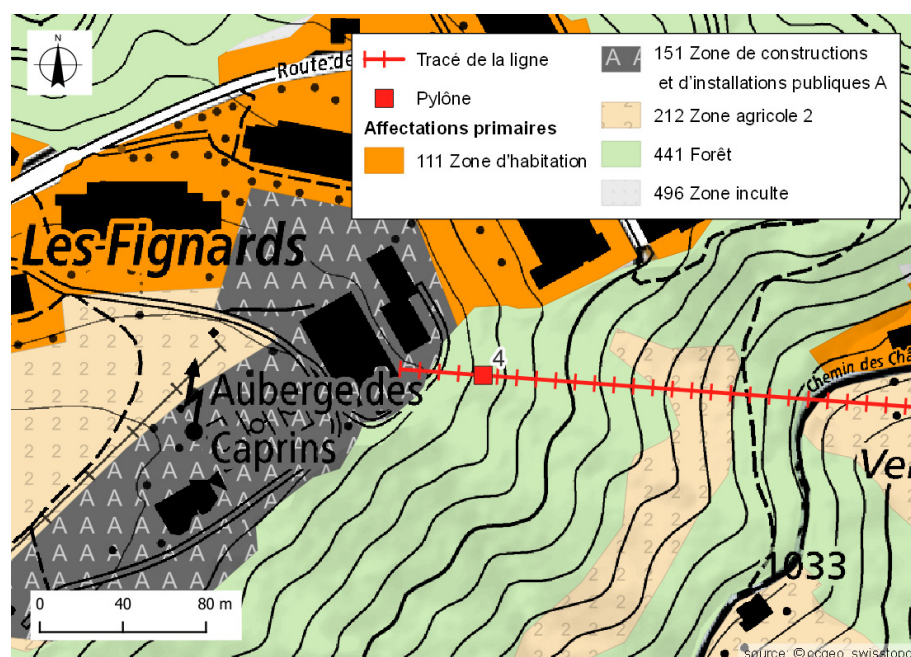 Route de
Tracé de la ligne
Pylône
Affectations primaires
111 Zone d'habitation
151 Zone de constructions
et d'installations publiques A
212 Zone agricole 2
441 Forêt
496 Zone inculte
Les-Fignards
4
Auberge des
Caprins
Chemin des Châ
Ver
1033
0 40 80 m
source: ©ocgeo, swisstopo